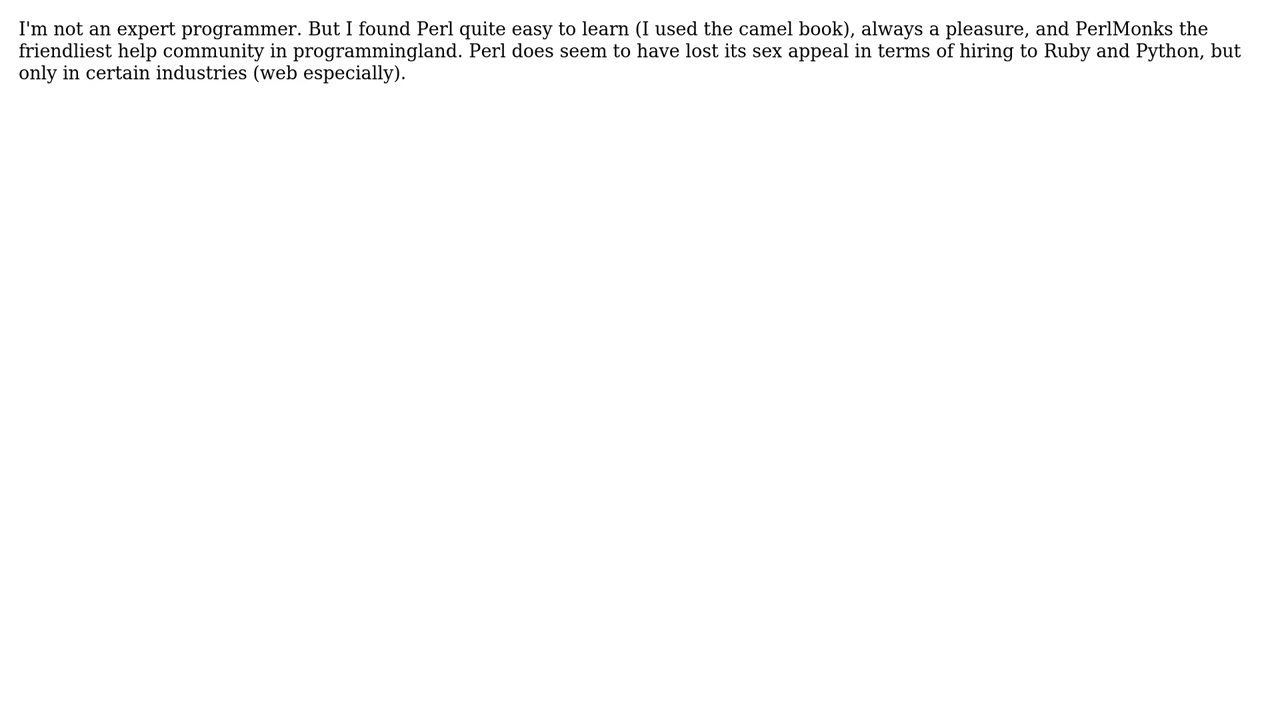 I'm not an expert programmer. But I found Perl quite easy to learn (I used the camel book), always a pleasure, and PerlMonks the
friendliest help community in programmingland. Perl does seem to have lost its sex appeal in terms of hiring to Ruby and Python, but
only in certain industries (web especially).